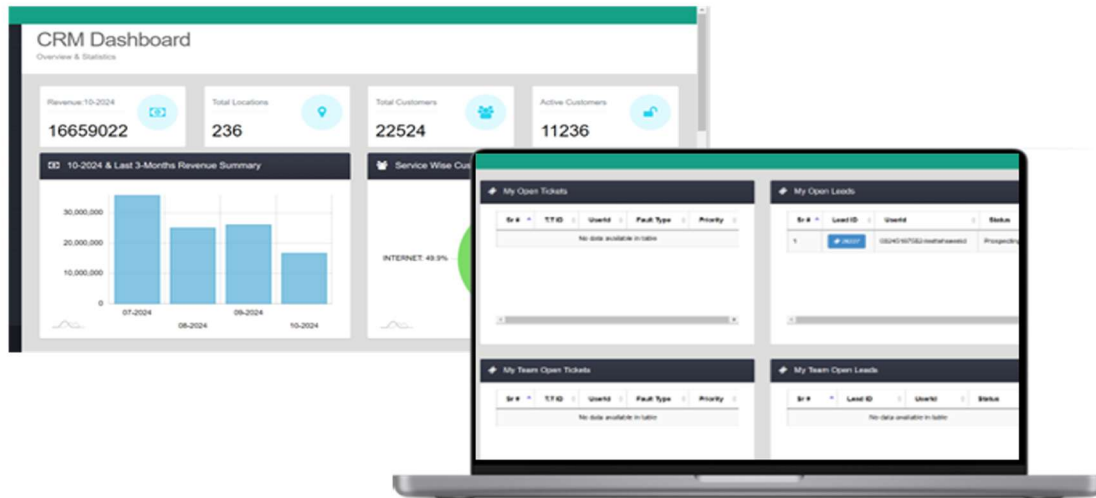 CRM Dashboard
Overview & Statistics
Revenue:10-2024
16659022
Total Locations
236
Total Customers
22524
Active Customers
11236
10-2024 & Last 3-Months Revenue Summary
30,000,000
20,000,000
10,000,000
0
07-2024
08-2024
09-2024
10-2024
Service Wise Cus
INTERNET: 49.9%
My Open Tickets
Sr # T.T ID UserId Fault Type Priority
No data available in table
My Open Leads
Sr # Lead ID UserId Status
1 Prospecting
My Team Open Tickets
Sr # T.T ID UserId Fault Type Priority
No data available in table
My Team Open Leads
Sr # Lead ID UserId Status
No data available in table